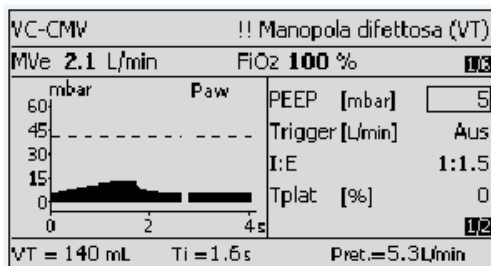 VC-CMV !! Manopola difettosa (VT)
MVe 2.1 L/min FiO2 100 % 1/3
mbar Paw
60
45
30
15
0
0 2 4 s
PEEP [mbar] 5
Trigger [L/min] Aus
I:E 1:1.5
Tplat [%] 0
1/2
VT = 140 mL Ti = 1.6s Pret.=5.3L/min